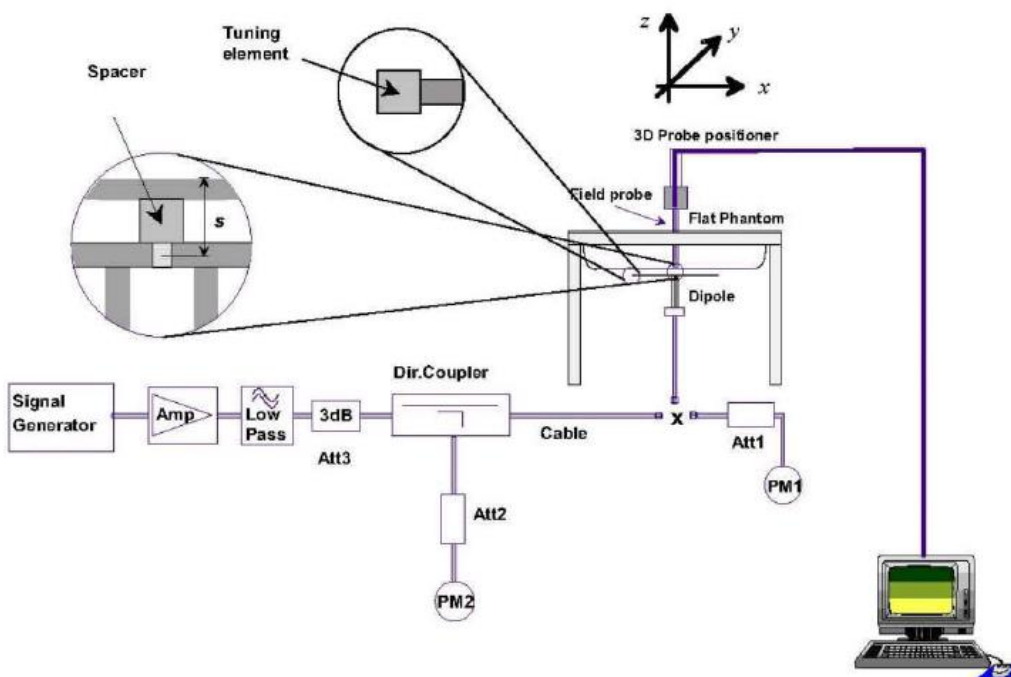 Tuning
element
Spacer
s
z
y
x
3D Probe positioner
Field probe
Flat Phantom
Dipole
Signal
Generator
Amp
Low
Pass
3dB
Att3
Dir.Coupler
Cable
x
Att1
PM1
Att2
PM2